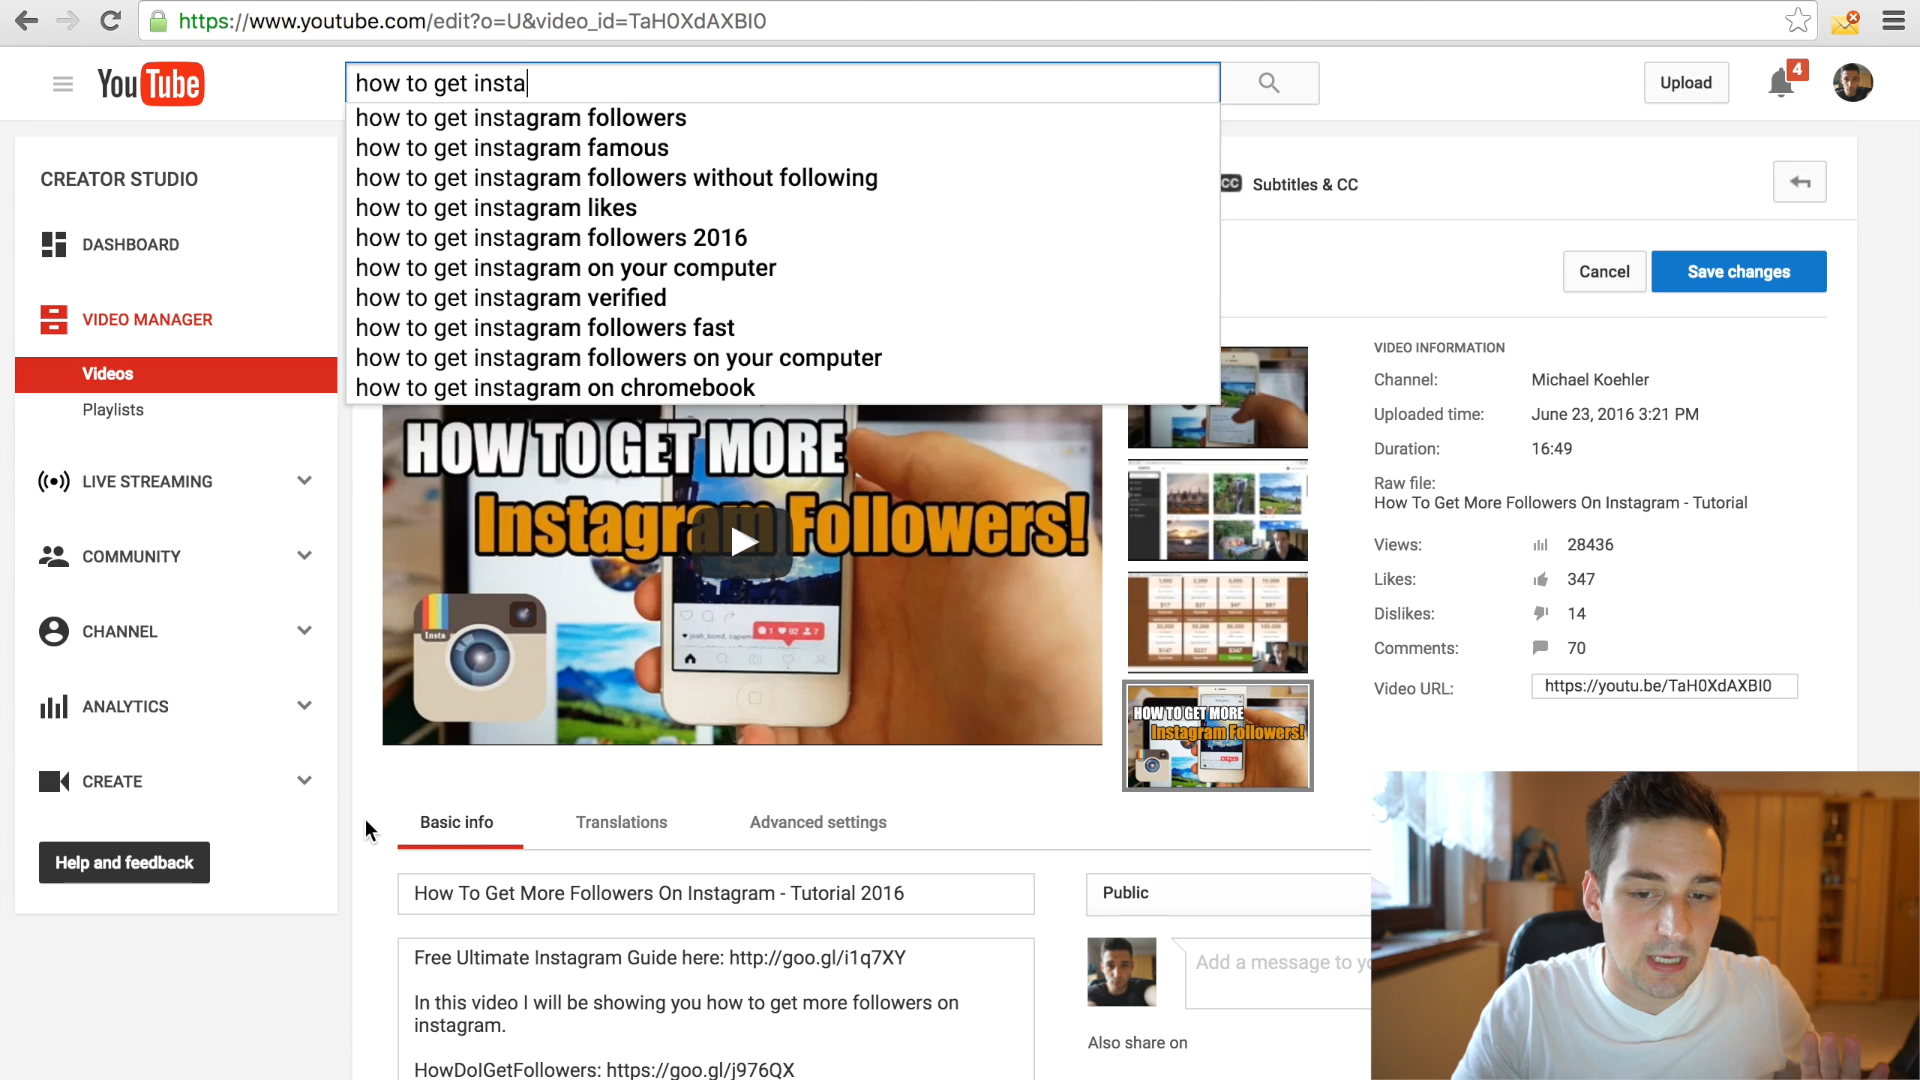 https://www.youtube.com/edit?o=U&video_id=TaH0XdAXBI0
YouTube
how to get insta
Upload
4
how to get instagram followers
how to get instagram famous
how to get instagram followers without following
how to get instagram likes
how to get instagram followers 2016
how to get instagram on your computer
how to get instagram verified
how to get instagram followers fast
how to get instagram followers on your computer
how to get instagram on chromebook
CREATOR STUDIO
DASHBOARD
VIDEO MANAGER
Videos
Playlists
LIVE STREAMING
COMMUNITY
CHANNEL
ANALYTICS
CREATE
Help and feedback
CC Subtitles & CC
Cancel
Save changes
HOW TO GET MORE
Instagram Followers!
Insta
1 92 7
HOW TO GET MORE
Instagram Followers!
VIDEO INFORMATION
Channel: Michael Koehler
Uploaded time: June 23, 2016 3:21 PM
Duration: 16:49
Raw file:
How To Get More Followers On Instagram - Tutorial
Views: 28436
Likes: 347
Dislikes: 14
Comments: 70
Video URL: https://youtu.be/TaH0XdAXBI0
Basic info
Translations
Advanced settings
How To Get More Followers On Instagram - Tutorial 2016
Public
Free Ultimate Instagram Guide here: http://goo.gl/i1q7XY
In this video I will be showing you how to get more followers on
instagram.
HowDoIGetFollowers: https://goo.gl/j976QX
Add a message to yo
Also share on